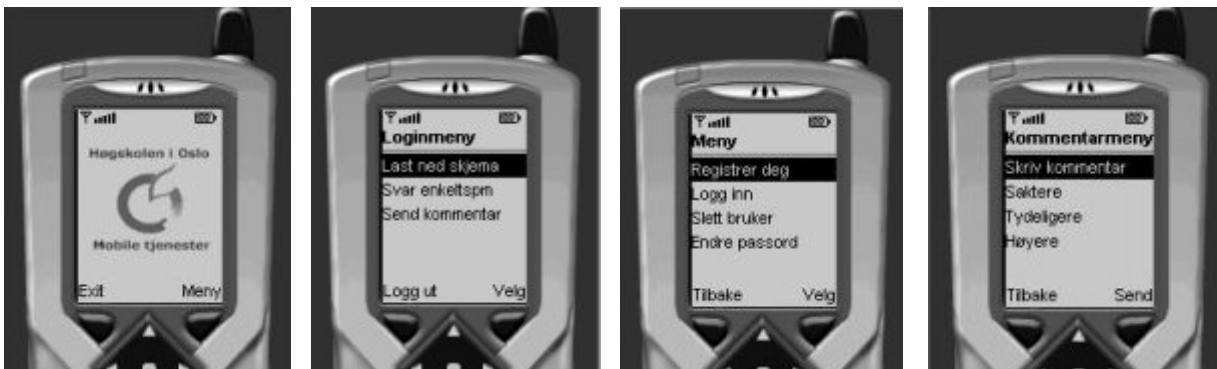 Høgskolen i Oslo
Mobile tjenester
Exit Meny
Loginmeny
Last ned skjema
Svar enkeltspm
Send kommentar
Logg ut Velg
Meny
Registrer deg
Logg inn
Slett bruker
Endre passord
Tilbake Velg
Kommentarmeny
Skriv kommentar
Saktere
Tydeligere
Høyere
Tilbake Send